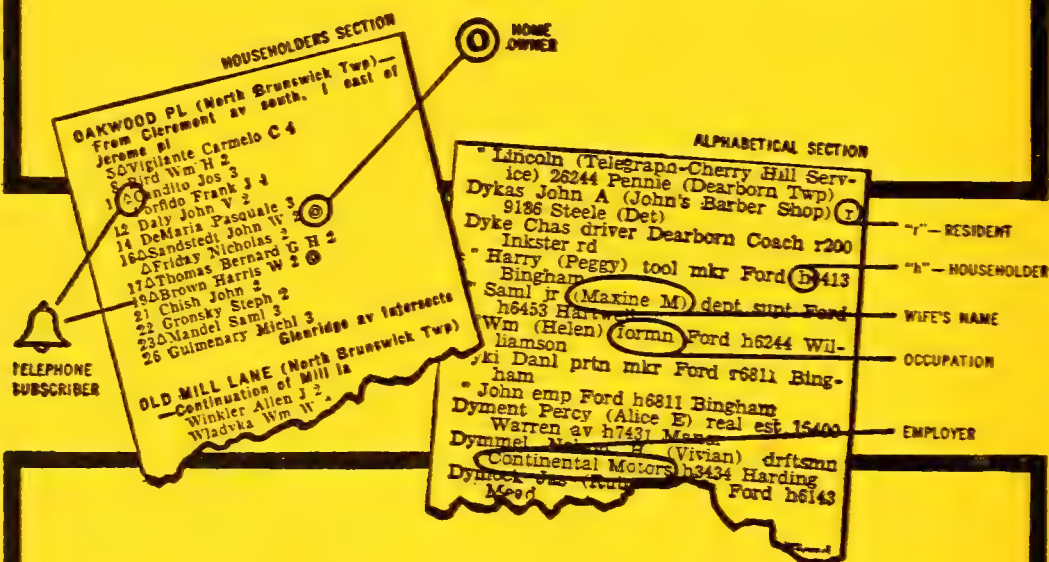 HOUSEHOLDERS SECTION
OAKWOOD PL (North Brunswick Twp)—
From Cleremont av south, 1 east of
Jerome pl
5△Vigilante Carmelo C 4
8 Bird Wm H 2
Jos 3
Frank J 4
12 Daly John V 2
14 DeMaria Pasquale 3
16△Sandstedt John W 2 ◎
△Friday Nicholas 2
17△Thomas Bernard G H 2
19△Brown Harris W 2 ◎
21 Chish John 2
22 Gronsky Steph 2
23△Mandel Saml 3
26 Gulmenary Michl 3
Glenridge av intersects
OLD MILL LANE (North Brunswick Twp)
—Continuation of Mill la
Winkler Allen J 2
Wladyka Wm W
HOME
OWNER
TELEPHONE
SUBSCRIBER
ALPHABETICAL SECTION
" Lincoln (Telegraph-Cherry Hill Serv-
ice) 26244 Pennie (Dearborn Twp)
Dykas John A (John's Barber Shop) r
9186 Steele (Det)
Dyke Chas driver Dearborn Coach r200
Inkster rd
" Harry (Peggy) tool mkr Ford h6413
Bingham
" Saml jr (Maxine M) dept supt Ford
h6453
Wm (Helen) formn Ford h6244 Wil-
liamson
Danl prtn mkr Ford r6811 Bing-
ham
" John emp Ford h6811 Bingham
Dyment Percy (Alice E) real est 15400
Warren av h7431 Manor
Dymmel (Vivian) drftsmn
Continental Motors h3434 Harding
Dymock Jas Ford h6143
Mead
"r"—RESIDENT
"h"—HOUSEHOLDER
WIFE'S NAME
OCCUPATION
EMPLOYER